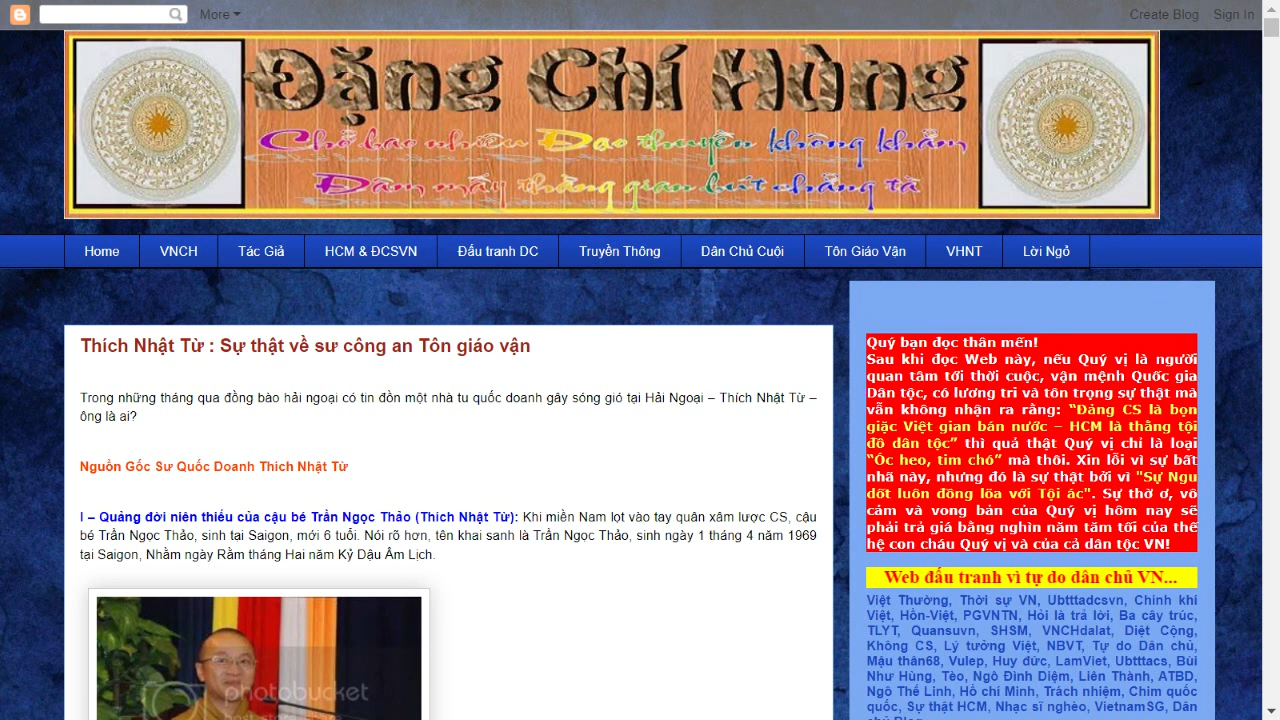 More
Create Blog Sign In
Đặng Chí Hùng
Chở bao nhiêu Đạo thuyền không khẳm
Đâm mấy thằng gian bút chẳng tà
Home VNCH Tác Giả HCM & ĐCSVN Đấu tranh DC Truyền Thông Dân Chủ Cuội Tôn Giáo Vận VHNT Lời Ngỏ
Thích Nhật Từ : Sự thật về sư công an Tôn giáo vận
Trong những tháng qua đồng bào hải ngoại có tin đồn một nhà tu quốc doanh gây sóng gió tại Hải Ngoại – Thích Nhật Từ –
ông là ai?
Nguồn Gốc Sư Quốc Doanh Thích Nhật Từ
I – Quảng đời niên thiếu của cậu bé Trần Ngọc Thảo (Thích Nhật Từ): Khi miền Nam lọt vào tay quân xâm lược CS, cậu
bé Trần Ngọc Thảo, sinh tại Saigon, mới 6 tuổi. Nói rõ hơn, tên khai sanh là Trần Ngọc Thảo, sinh ngày 1 tháng 4 năm 1969
tại Saigon, Nhằm ngày Rằm tháng Hai năm Kỷ Dậu Âm Lịch.
photobucket
Quý bạn đọc thân mến!
Sau khi đọc Web này, nếu Quý vị là người
quan tâm tới thời cuộc, vận mệnh Quốc gia
Dân tộc, có lương tri và tôn trọng sự thật mà
vẫn không nhận ra rằng: “Đảng CS là bọn
giặc Việt gian bán nước – HCM là thằng tội
đồ dân tộc” thì quả thật Quý vị chỉ là loại
“Óc heo, tim chó” mà thôi. Xin lỗi vì sự bất
nhã này, nhưng đó là sự thật bởi vì "Sự Ngu
dốt luôn đồng lõa với Tội ác". Sự thờ ơ, vô
cảm và vong bản của Quý vị hôm nay sẽ
phải trả giá bằng nghìn năm tăm tối của thế
hệ con cháu Quý vị và của cả dân tộc VN!
Web đấu tranh vì tự do dân chủ VN...
Việt Thường, Thời sự VN, Ubtttadcsvn, Chính khí
Việt, Hồn-Việt, PGVNTN, Hỏi là trả lời, Ba cây trúc,
TLYT, Quansuvn, SHSM, VNCHdalat, Diệt Cộng,
Không CS, Lý tưởng Việt, NBVT, Tự do Dân chủ,
Mậu thân68, Vulep, Huy đức, LamViet, Ubtttacs, Bùi
Như Hùng, Tèo, Ngô Đình Diệm, Liên Thành, ATBD,
Ngô Thế Linh, Hồ chí Minh, Trách nhiệm, Chim quốc
quốc, Sự thật HCM, Nhạc sĩ nghèo, VietnamSG, Dân